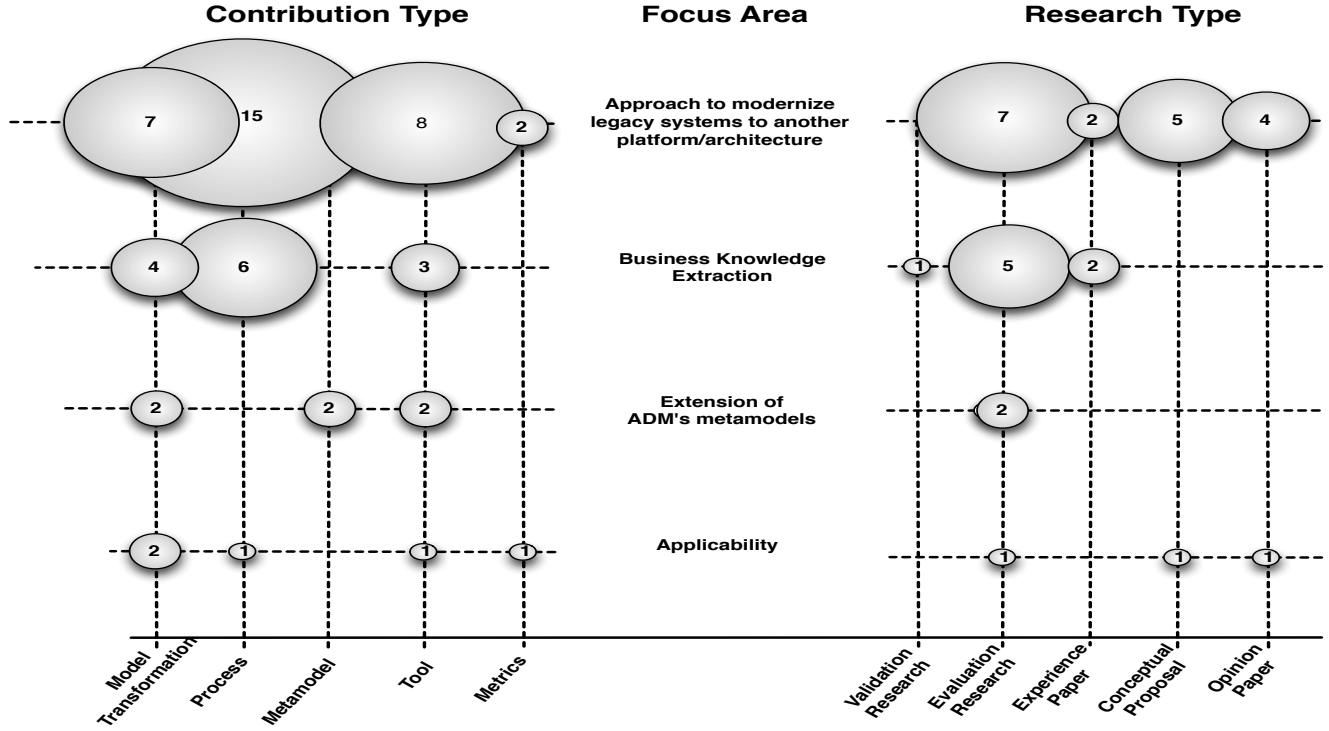 Contribution Type
Focus Area
Research Type
7
15
8
2
Approach to modernize
legacy systems to another
platform/architecture
7
2
5
4
4
6
3
Business Knowledge
Extraction
1
5
2
2
2
2
Extension of
ADM's metamodels
2
2
1
1
1
Applicability
1
1
1
Model
Transformation
Process
Metamodel
Tool
Metrics
Validation
Research
Evaluation
Research
Experience
Paper
Conceptual
Proposal
Opinion
Paper